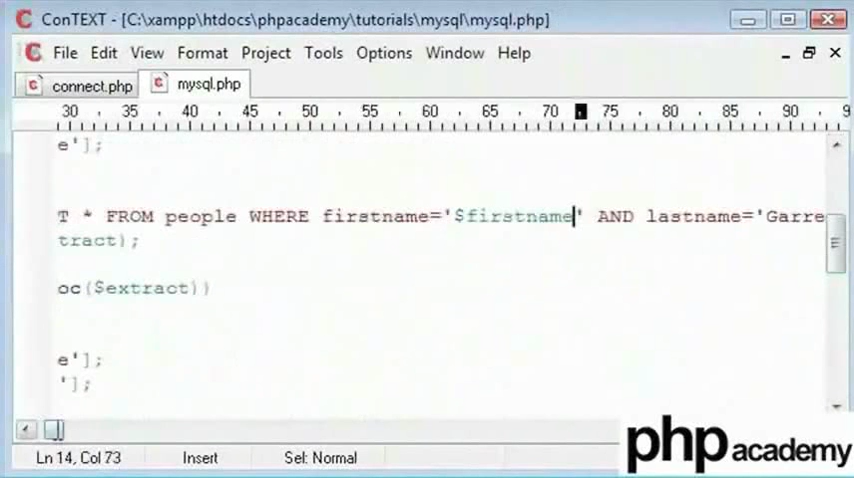 ConTEXT - [C:\xampp\htdocs\phpacademy\tutorials\mysql\mysql.php]
File Edit View Format Project Tools Options Window Help
connect.php mysql.php
30 35 40 45 50 55 60 65 70 75 80 85 90 9
e'];
T * FROM people WHERE firstname='$firstname' AND lastname='Garre
tract);
oc($extract))
e'];
'];
Ln 14, Col 73 Insert Sel: Normal
php academy